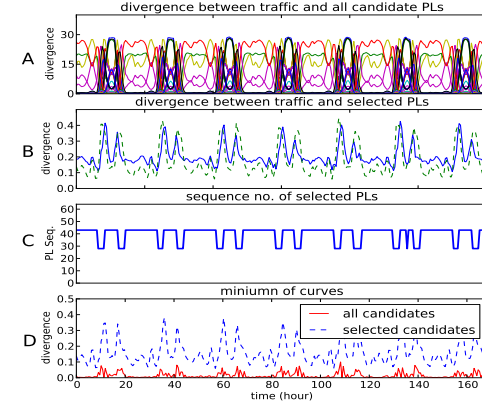 divergence between traffic and all candidate PLs
A
divergence
30
15
0
divergence between traffic and selected PLs
B
divergence
0.4
0.3
0.2
0.1
0.0
sequence no. of selected PLs
C
PL Seq.
60
50
40
30
20
10
0
miniumn of curves
D
divergence
0.5
0.4
0.3
0.2
0.1
0.0
all candidates
selected candidates
0 20 40 60 80 100 120 140 160
time (hour)